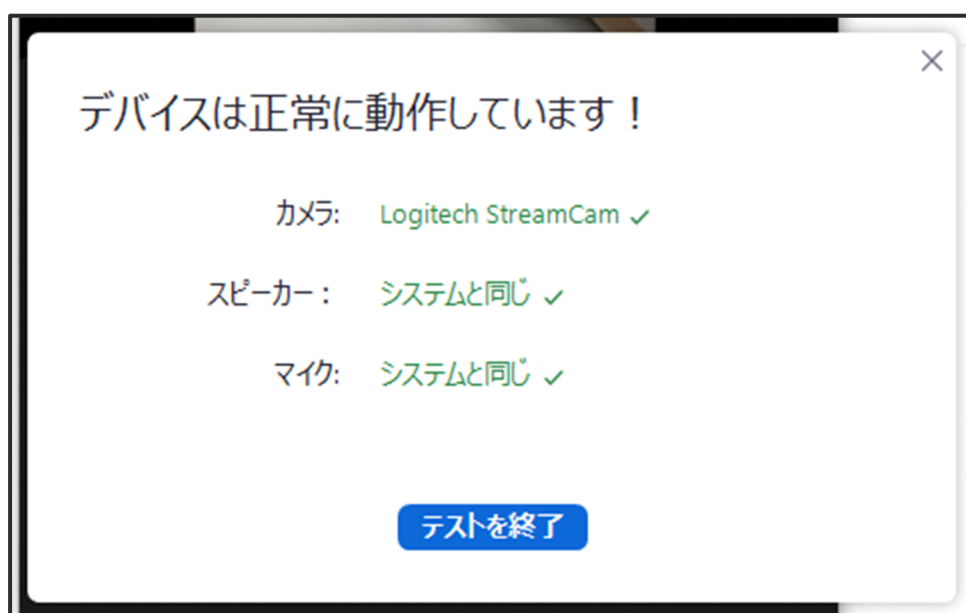 デバイスは正常に動作しています！
カメラ: Logitech StreamCam ✓
スピーカー： システムと同じ ✓
マイク: システムと同じ ✓
テストを終了